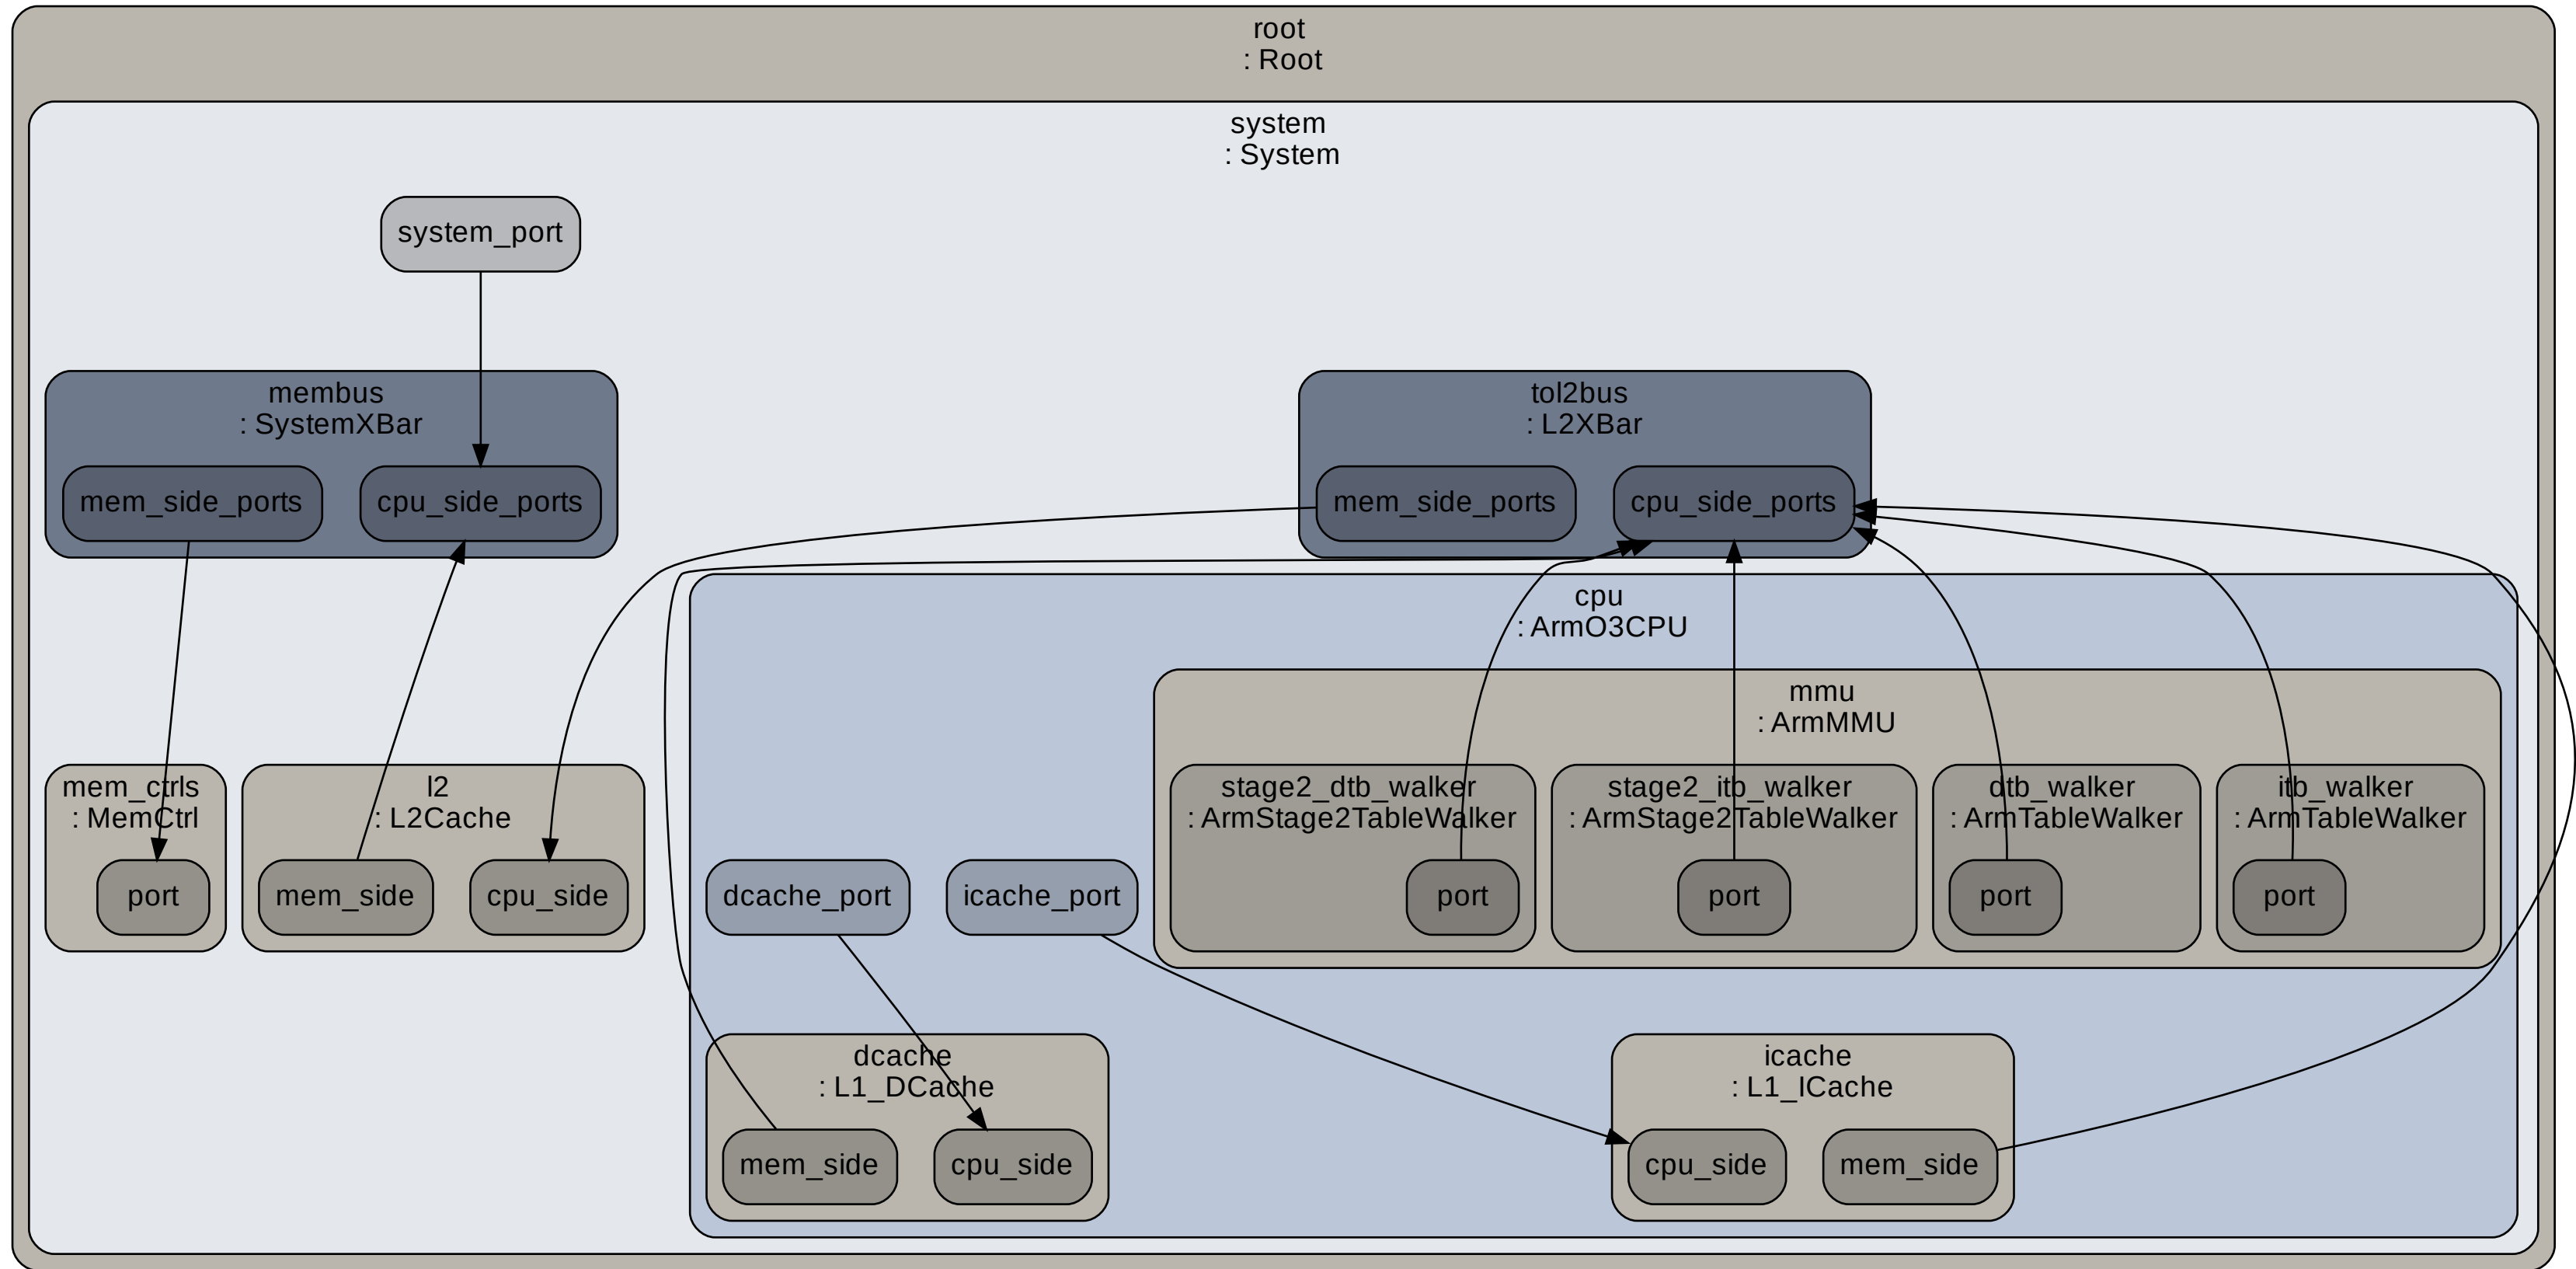 root
: Root
system
: System
system_port
membus
: SystemXBar
mem_side_ports
cpu_side_ports
tol2bus
: L2XBar
mem_side_ports
cpu_side_ports
cpu
: ArmO3CPU
mmu
: ArmMMU
mem_ctrls
: MemCtrl
port
l2
: L2Cache
mem_side
cpu_side
dcache_port
icache_port
stage2_dtb_walker
: ArmStage2TableWalker
port
stage2_itb_walker
: ArmStage2TableWalker
port
dtb_walker
: ArmTableWalker
port
itb_walker
: ArmTableWalker
port
dcache
: L1_DCache
mem_side
cpu_side
icache
: L1_ICache
cpu_side
mem_side